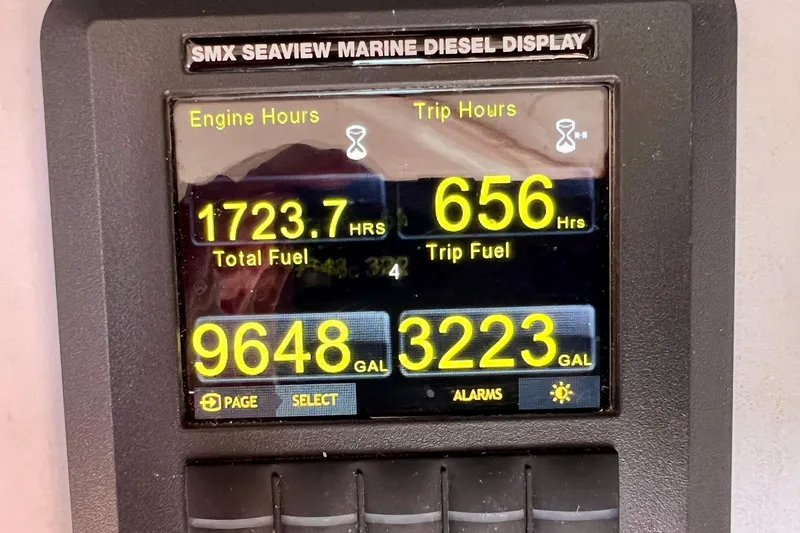 SMX SEAVIEW MARINE DIESEL DISPLAY
Engine Hours
Trip Hours
1723.7 HRS
656 Hrs
Total Fuel
Trip Fuel
4
9648 GAL
3223 GAL
PAGE SELECT ALARMS